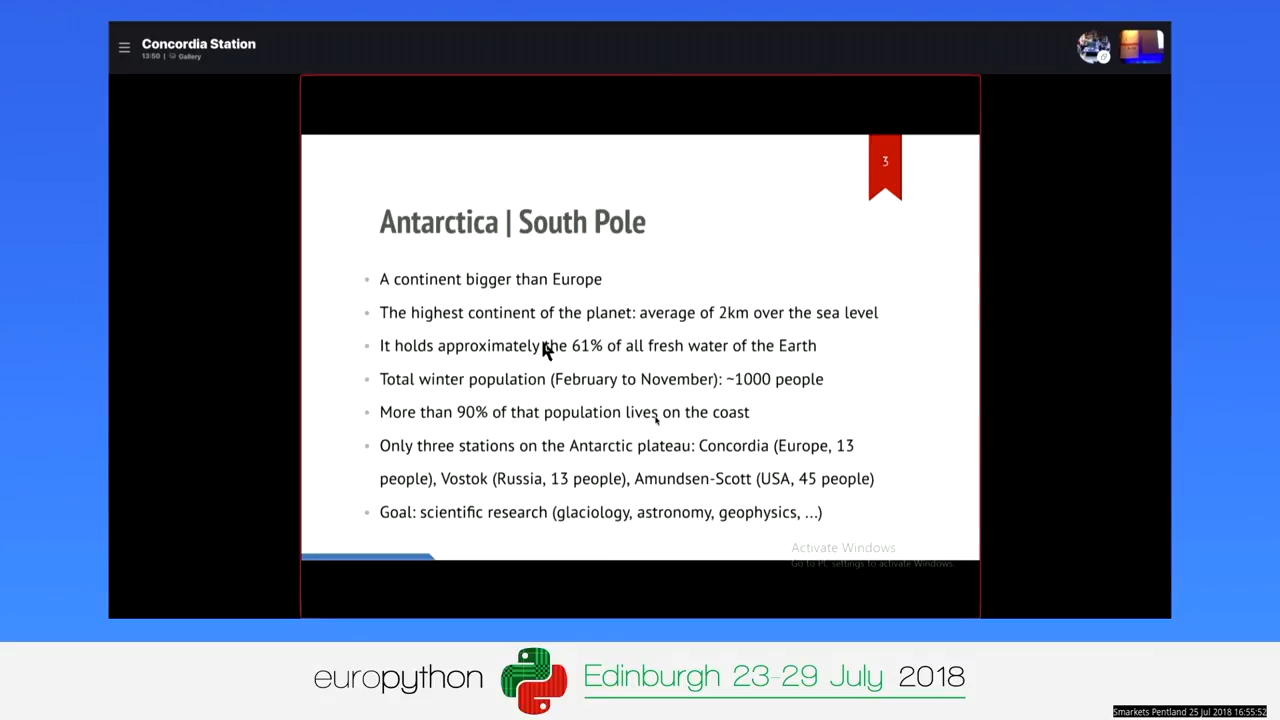 Concordia Station
13:50 | Gallery
3
Antarctica | South Pole
• A continent bigger than Europe
• The highest continent of the planet: average of 2km over the sea level
• It holds approximately the 61% of all fresh water of the Earth
• Total winter population (February to November): ~1000 people
• More than 90% of that population lives on the coast
• Only three stations on the Antarctic plateau: Concordia (Europe, 13
people), Vostok (Russia, 13 people), Amundsen-Scott (USA, 45 people)
• Goal: scientific research (glaciology, astronomy, geophysics, ...)
Activate Windows
Go to PC settings to activate Windows.
europython Edinburgh 23-29 July 2018
Smarkets Pentland 25 Jul 2018 16:55:52